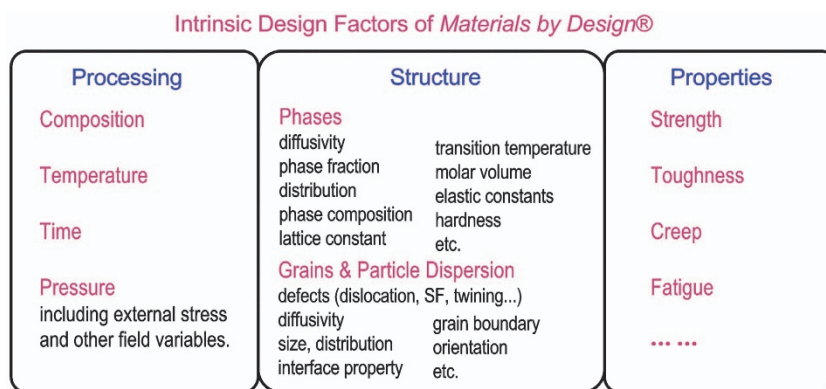 Intrinsic Design Factors of Materials by Design®
Processing
Composition
Temperature
Time
Pressure
including external stress
and other field variables.
Structure
Phases
diffusivity
phase fraction
distribution
phase composition
lattice constant
transition temperature
molar volume
elastic constants
hardness
etc.
Grains & Particle Dispersion
defects (dislocation, SF, twining...)
diffusivity
size, distribution
interface property
grain boundary
orientation
etc.
Properties
Strength
Toughness
Creep
Fatigue
... ...